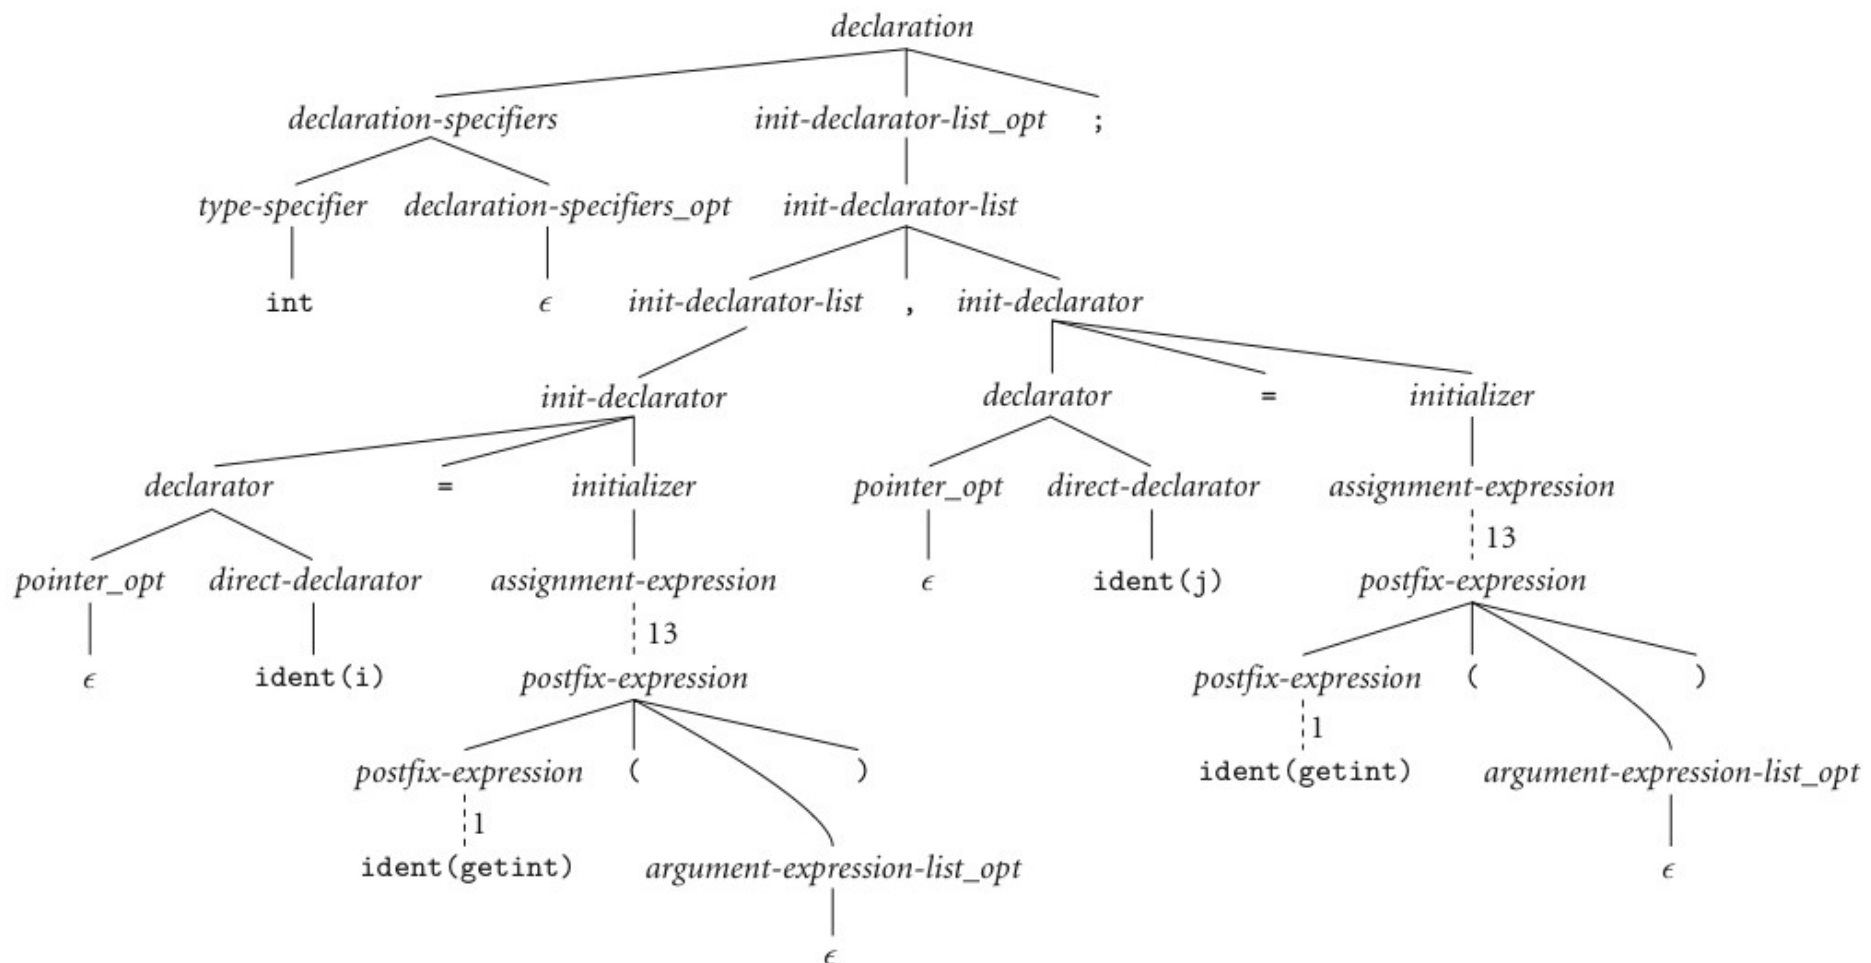 declaration
declaration-specifiers init-declarator-list_opt ;
type-specifier declaration-specifiers_opt init-declarator-list
int ϵ init-declarator-list , init-declarator
init-declarator declarator = initializer
declarator = initializer pointer_opt direct-declarator assignment-expression
13
pointer_opt direct-declarator assignment-expression ϵ ident(j) postfix-expression
13
ϵ ident(i) postfix-expression postfix-expression ( )
1
postfix-expression ( ) ident(getint) argument-expression-list_opt
1
ident(getint) argument-expression-list_opt ϵ
ϵ